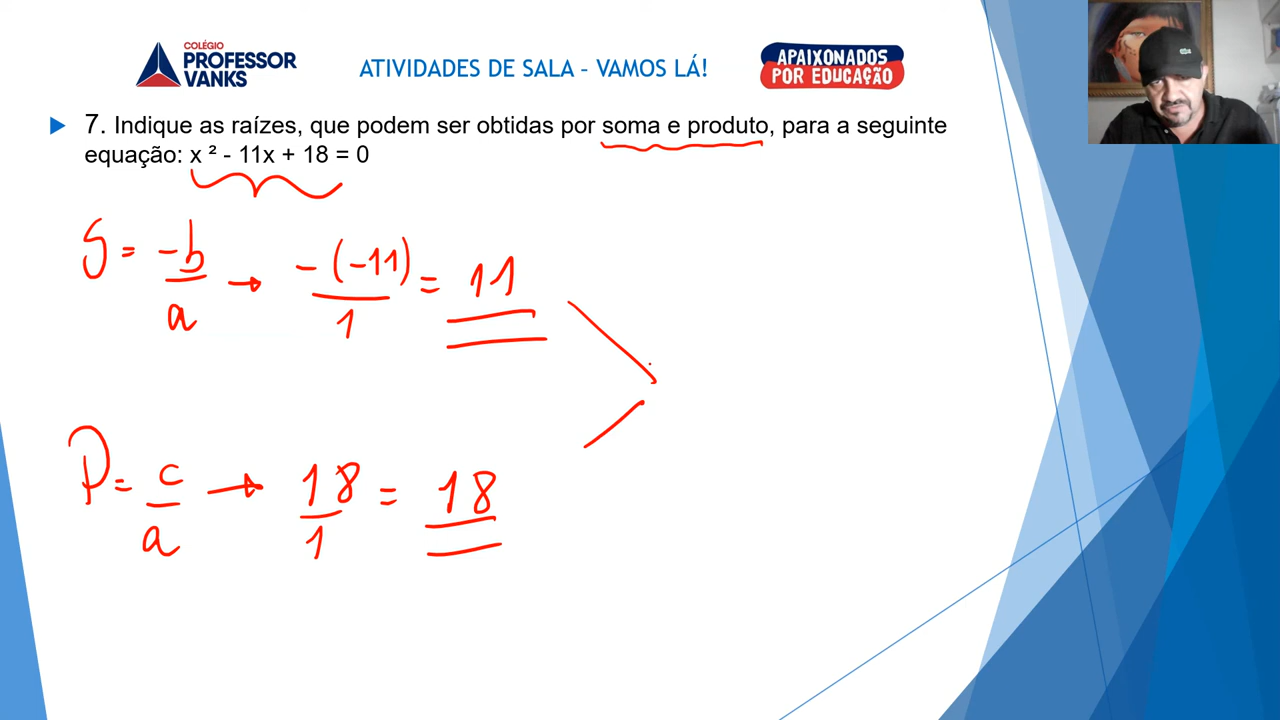 COLÉGIO
PROFESSOR
VANKS
ATIVIDADES DE SALA – VAMOS LÁ!
APAIXONADOS
POR EDUCAÇÃO
7. Indique as raízes, que podem ser obtidas por soma e produto, para a seguinte
equação: x ² - 11x + 18 = 0
S = -b/a → -(-11)/1 = 11
P = c/a → 18/1 = 18